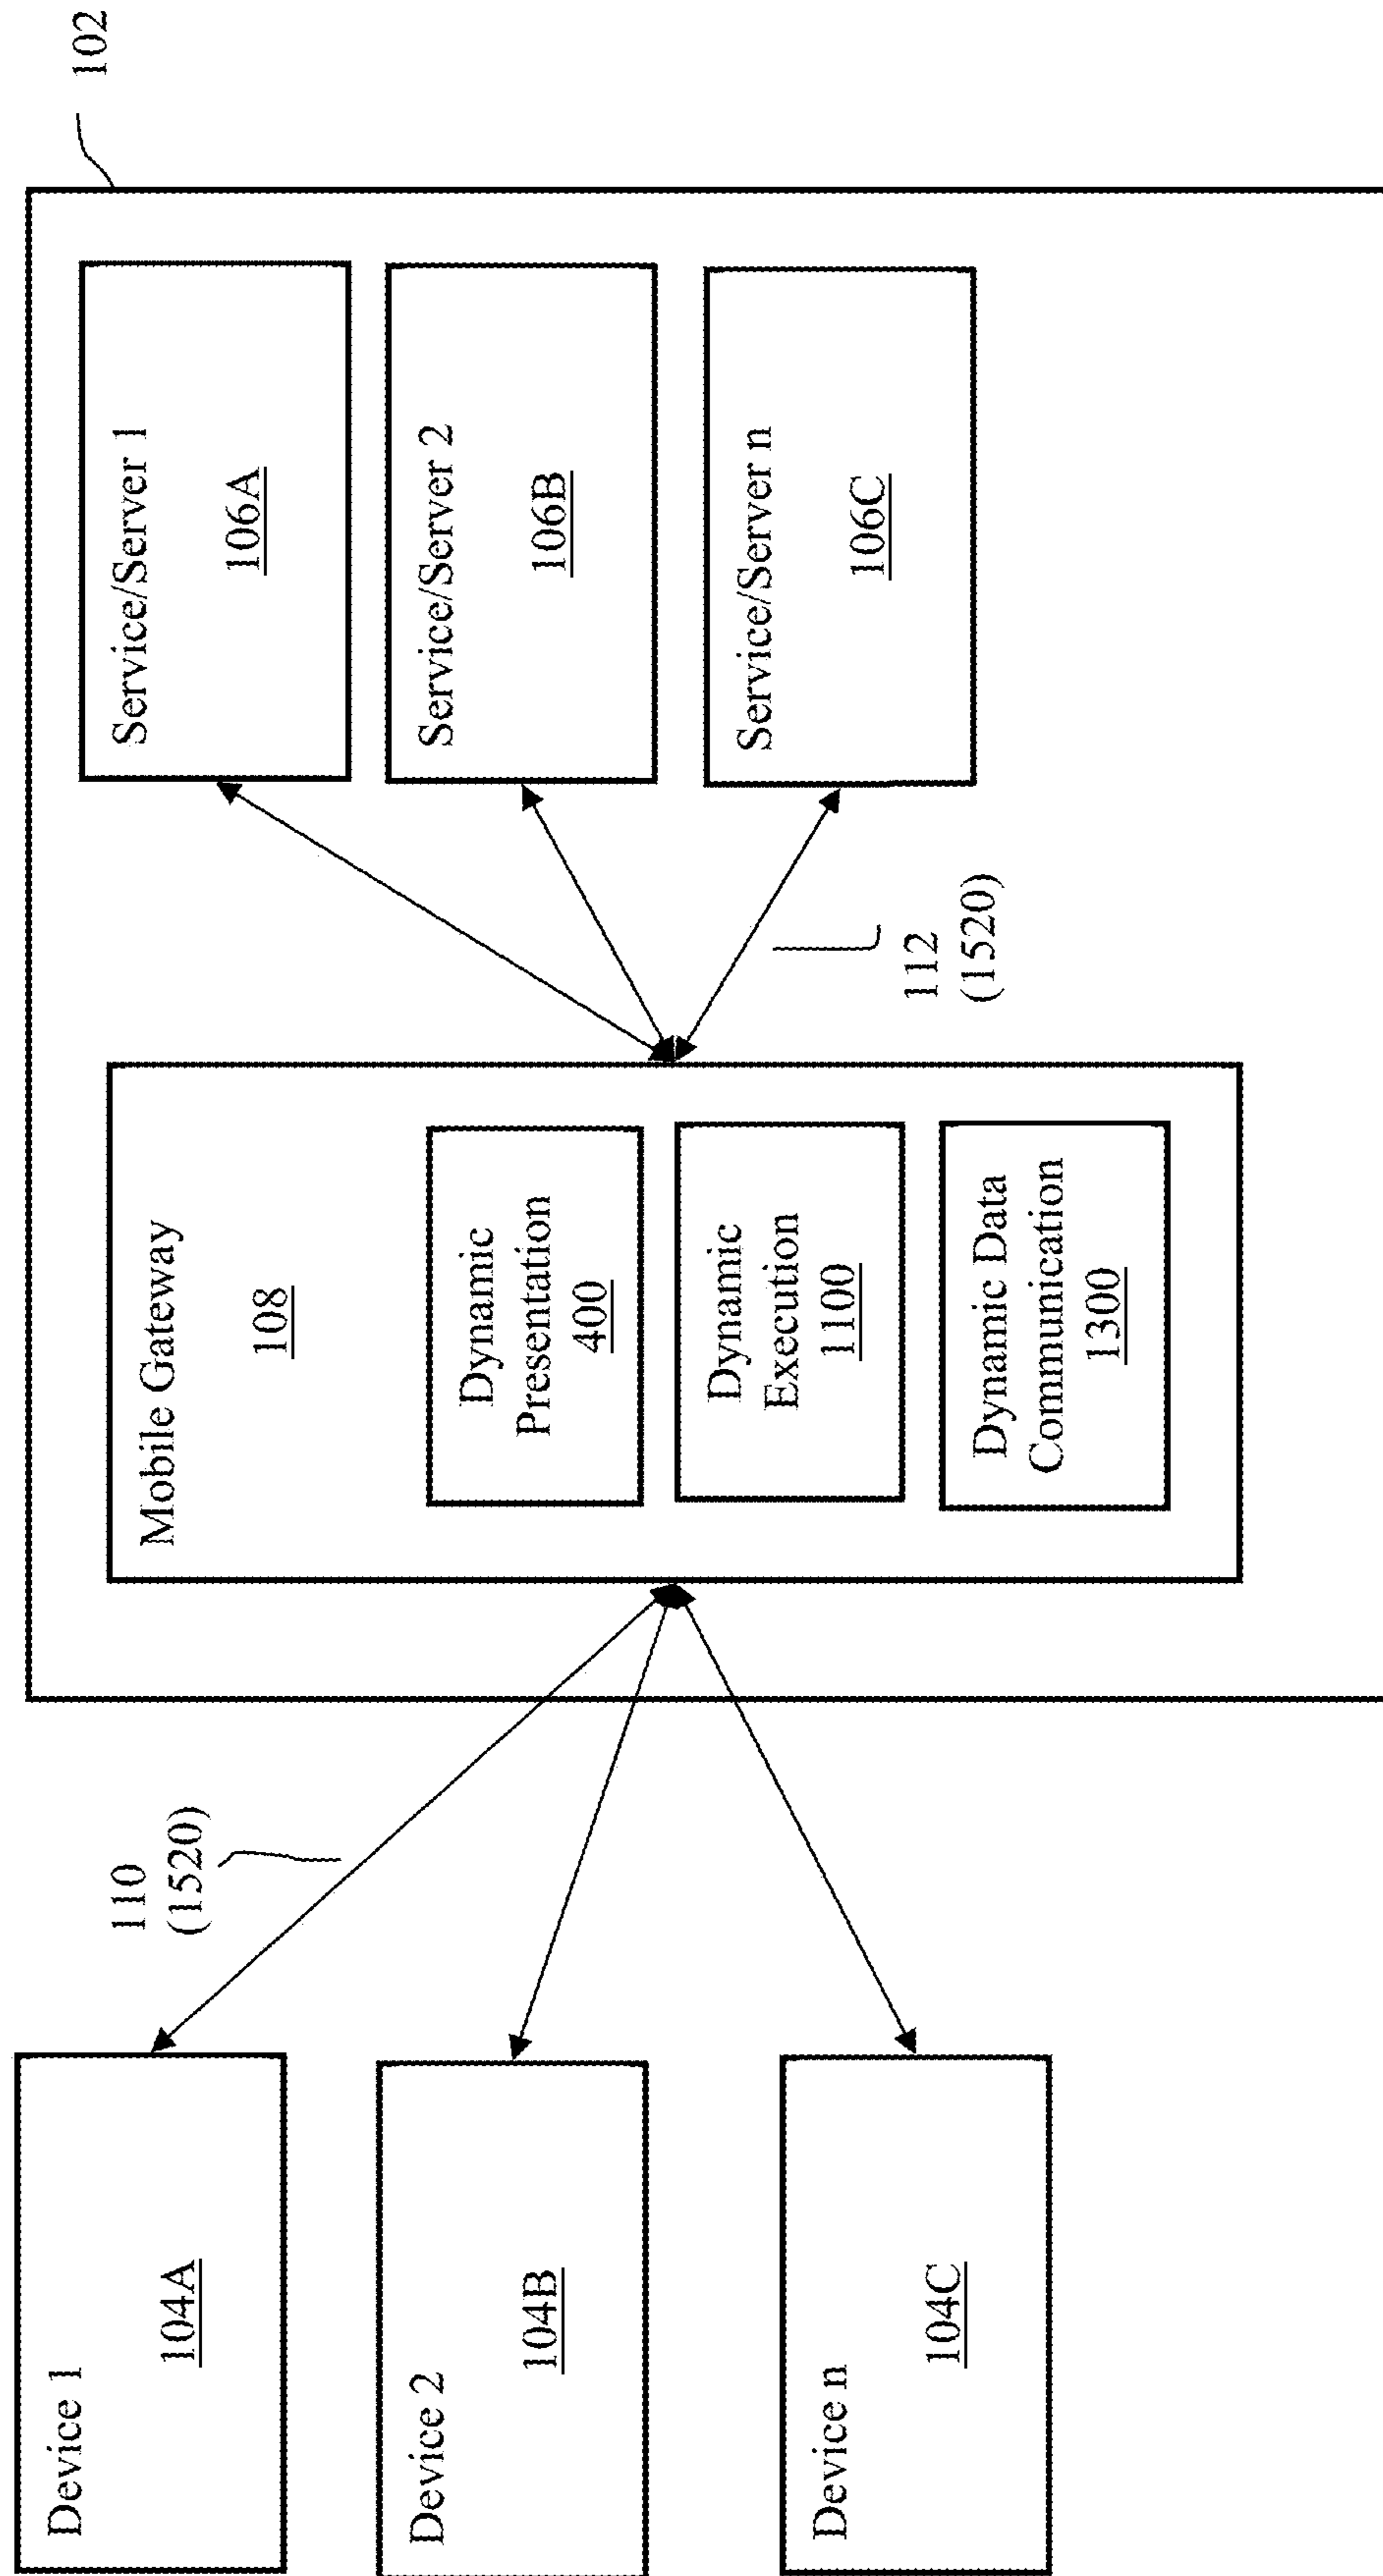 102
Device 1
104A
Device 2
104B
Device n
104C
110
(1520)
Mobile Gateway
108
Dynamic
Presentation
400
Dynamic
Execution
1100
Dynamic Data
Communication
1300
112
(1520)
Service/Server 1
106A
Service/Server 2
106B
Service/Server n
106C